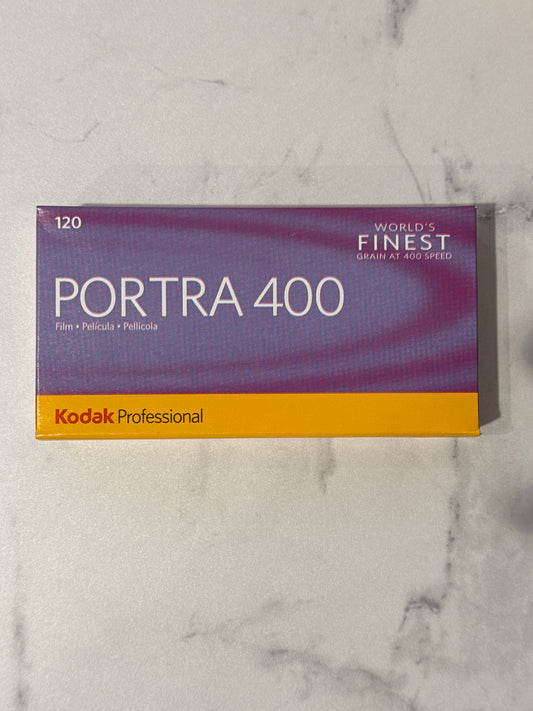 120
WORLD'S
FINEST
GRAIN AT 400 SPEED
PORTRA 400
Film • Película • Pellicola
Kodak Professional